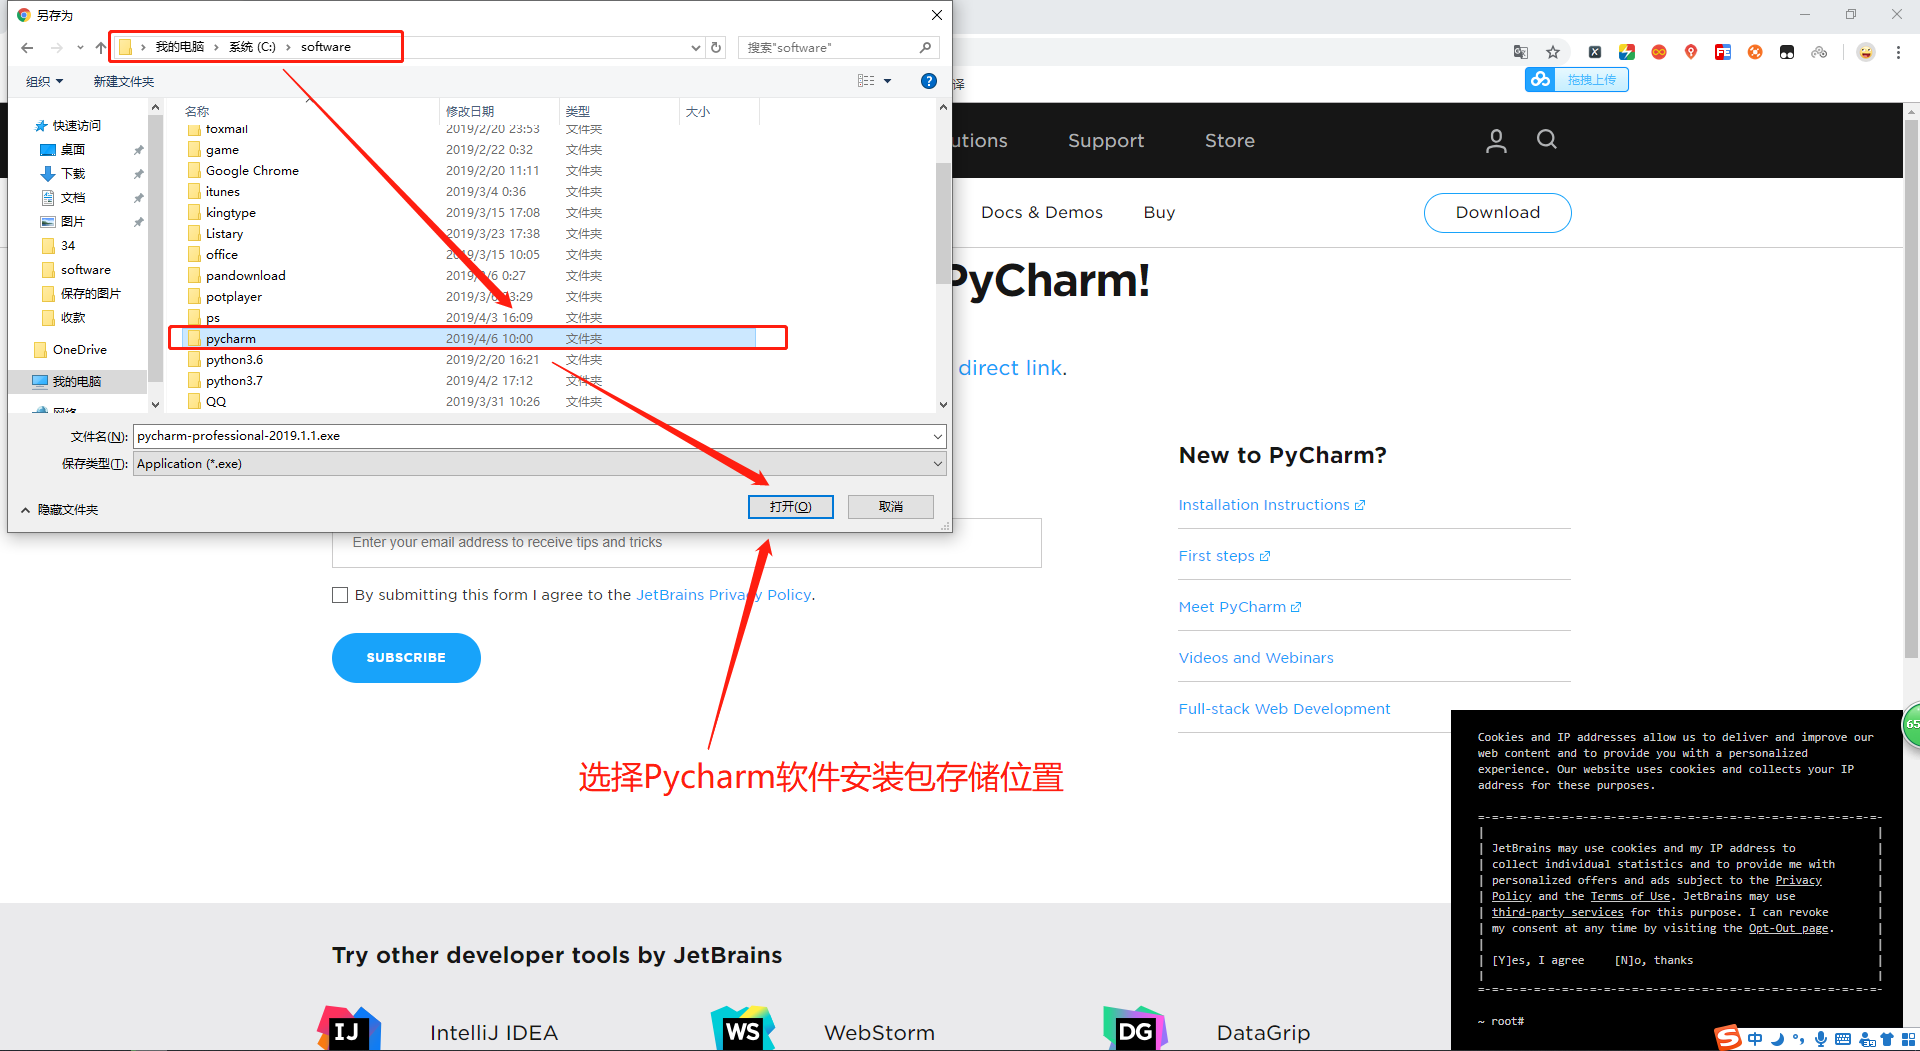 另存为
我的电脑 系统 (C:) software
搜索"software"
组织 新建文件夹
译
拖拽上传
名称 修改日期 类型 大小
快速访问
桌面
下载
文档
图片
34
software
保存的图片
收款
OneDrive
我的电脑
网络
foxmail 2019/2/20 23:53 文件夹
game 2019/2/22 0:32 文件夹
Google Chrome 2019/2/20 11:11 文件夹
itunes 2019/3/4 0:36 文件夹
kingtype 2019/3/15 17:08 文件夹
Listary 2019/3/23 17:38 文件夹
office 2019/3/15 10:05 文件夹
pandownload 6 0:27 文件夹
potplayer 2019/3/ 3:29 文件夹
ps 2019/4/3 16:09 文件夹
pycharm 2019/4/6 10:00 文件夹
python3.6 2019/2/20 16:21 文件夹
python3.7 2019/4/2 17:12 文件夹
QQ 2019/3/31 10:26 文件夹
文件名(N): pycharm-professional-2019.1.1.exe
保存类型(T): Application (*.exe)
隐藏文件夹
打开(O) 取消
utions Support Store
Docs & Demos Buy Download
PyCharm!
direct link.
Enter your email address to receive tips and tricks
By submitting this form I agree to the JetBrains Privacy Policy.
SUBSCRIBE
New to PyCharm?
Installation Instructions
First steps
Meet PyCharm
Videos and Webinars
Full-stack Web Development
选择Pycharm软件安装包存储位置
65
Cookies and IP addresses allow us to deliver and improve our
web content and to provide you with a personalized
experience. Our website uses cookies and collects your IP
address for these purposes.
JetBrains may use cookies and my IP address to
collect individual statistics and to provide me with
personalized offers and ads subject to the Privacy
Policy and the Terms of Use. JetBrains may use
third-party services for this purpose. I can revoke
my consent at any time by visiting the Opt-Out page.
[Y]es, I agree [N]o, thanks
~ root#
Try other developer tools by JetBrains
IJ IntelliJ IDEA
WS WebStorm
DG DataGrip
S 中